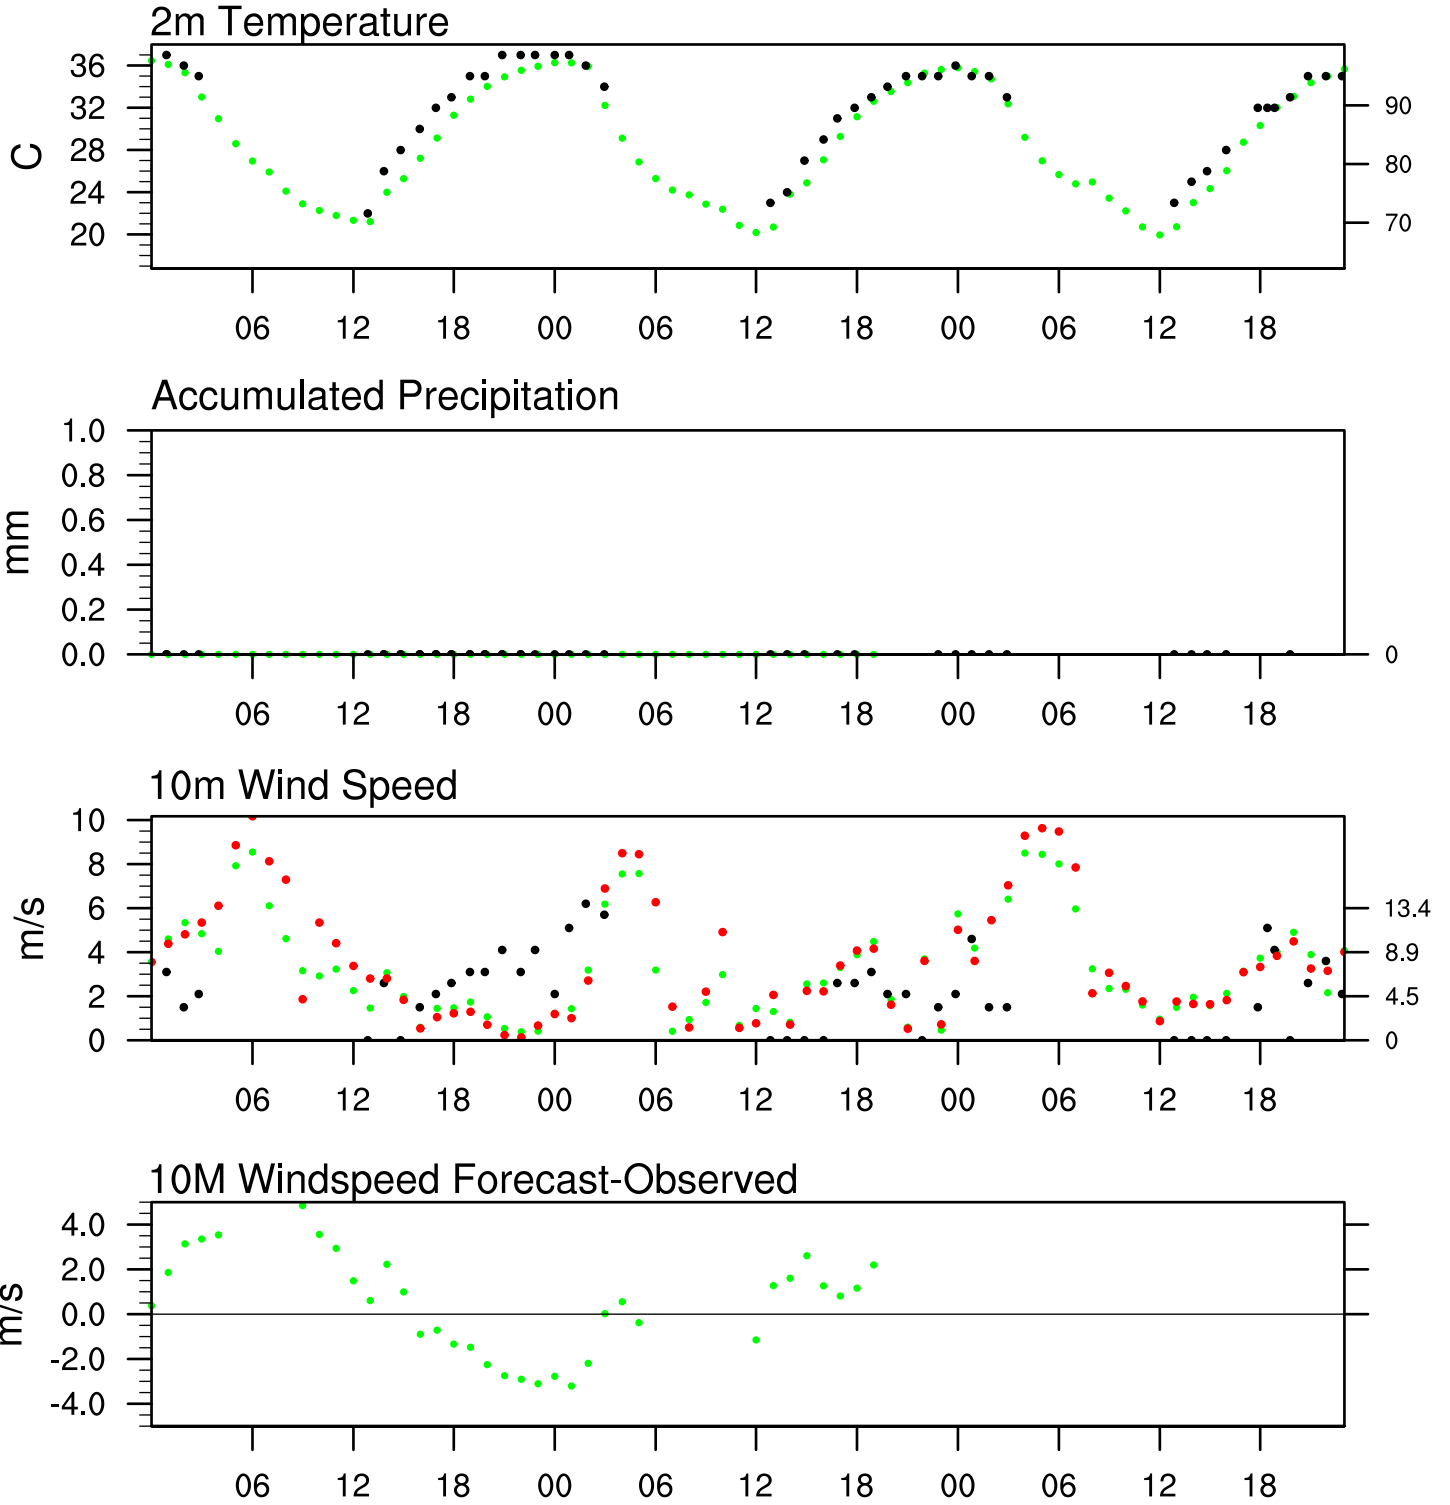 2m Temperature
36
32
28
24
20
C
90
80
70
06 12 18 00 06 12 18 00 06 12 18
Accumulated Precipitation
1.0
0.8
0.6
0.4
0.2
0.0
mm
0
06 12 18 00 06 12 18 00 06 12 18
10m Wind Speed
10
8
6
4
2
0
m/s
13.4
8.9
4.5
0
06 12 18 00 06 12 18 00 06 12 18
10M Windspeed Forecast-Observed
4.0
2.0
0.0
-2.0
-4.0
m/s
06 12 18 00 06 12 18 00 06 12 18